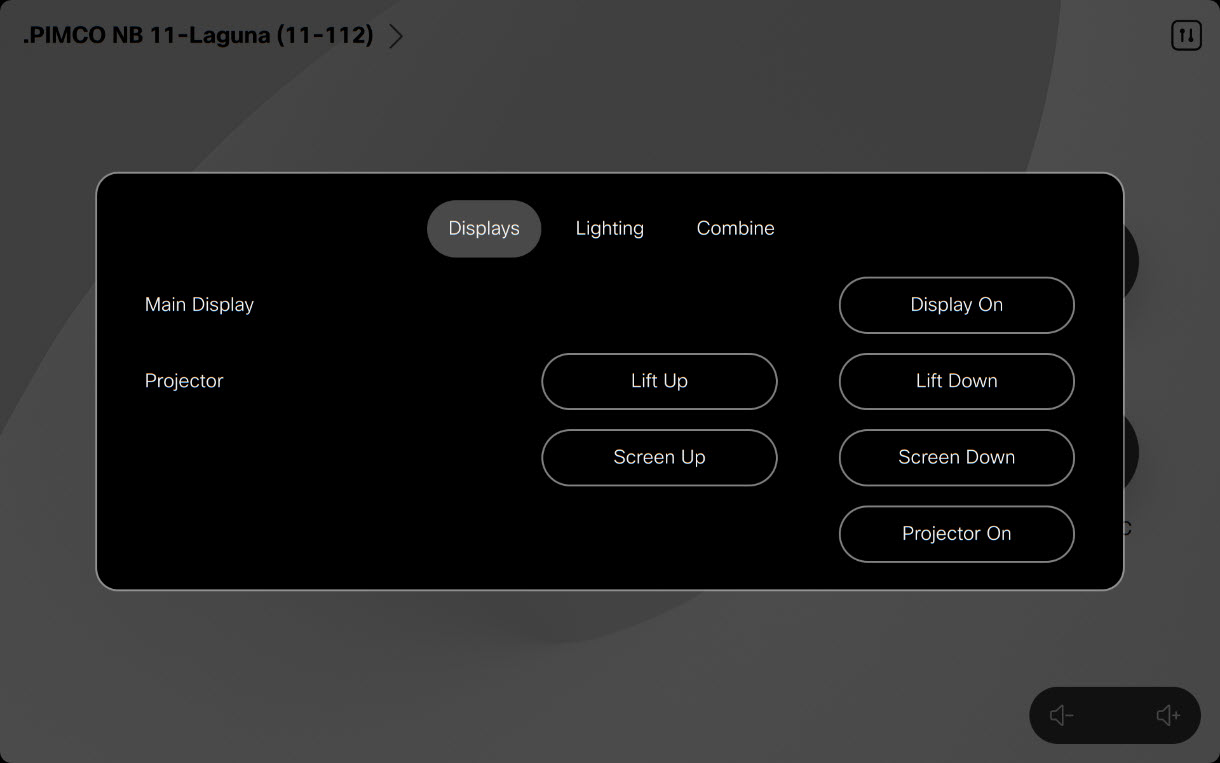 .PIMCO NB 11-Laguna (11-112)
Displays Lighting Combine
Main Display Display On
Projector Lift Up Lift Down
Screen Up Screen Down
Projector On